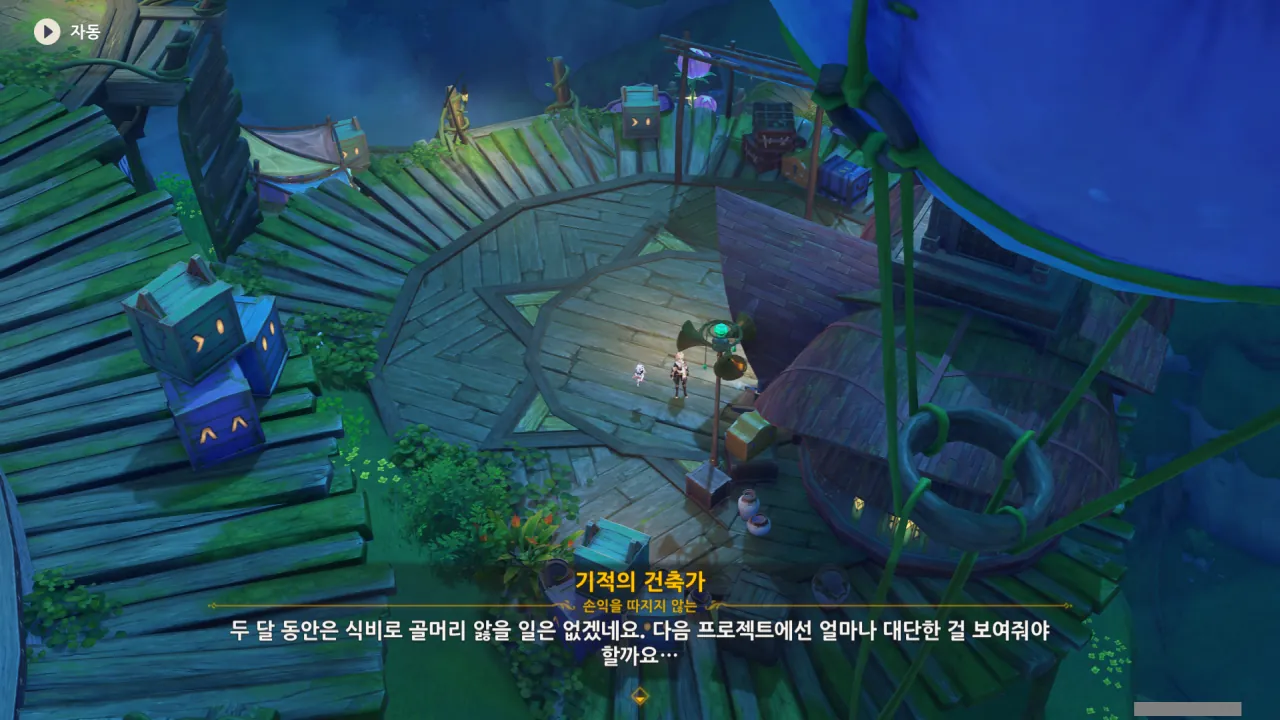 자동
기적의 건축가
손익을 따지지 않는
두 달 동안은 식비로 골머리 앓을 일은 없겠네요. 다음 프로젝트에선 얼마나 대단한 걸 보여줘야
할까요…